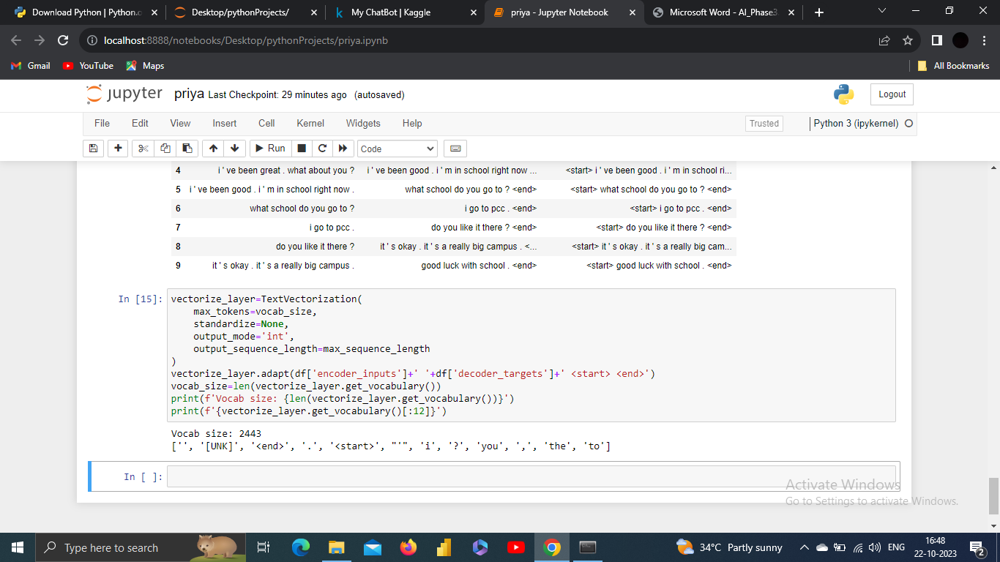 Download Python | Python.o
Desktop/pythonProjects/
My ChatBot | Kaggle
priya - Jupyter Notebook
Microsoft Word - AI_Phase3
localhost:8888/notebooks/Desktop/pythonProjects/priya.ipynb
Gmail
YouTube
Maps
All Bookmarks
jupyter priya Last Checkpoint: 29 minutes ago (autosaved)
Logout
File Edit View Insert Cell Kernel Widgets Help
Trusted
Python 3 (ipykernel)
Run
Code
4 i ' ve been great . what about you ? i ' ve been good . i ' m in school right now ... <start> i ' ve been good . i ' m in school ri...
5 i ' ve been good . i ' m in school right now . what school do you go to ? <end> <start> what school do you go to ? <end>
6 what school do you go to ? i go to pcc . <end> <start> i go to pcc . <end>
7 i go to pcc . do you like it there ? <end> <start> do you like it there ? <end>
8 do you like it there ? it ' s okay . it ' s a really big campus . <... <start> it ' s okay . it ' s a really big cam...
9 it ' s okay . it ' s a really big campus . good luck with school . <end> <start> good luck with school . <end>
In [15]: vectorize_layer=TextVectorization(
    max_tokens=vocab_size,
    standardize=None,
    output_mode='int',
    output_sequence_length=max_sequence_length
)
vectorize_layer.adapt(df['encoder_inputs']+' '+df['decoder_targets']+' <start> <end>')
vocab_size=len(vectorize_layer.get_vocabulary())
print(f'Vocab size: {len(vectorize_layer.get_vocabulary())}')
print(f'{vectorize_layer.get_vocabulary()[:12]}')
Vocab size: 2443
['', '[UNK]', '<end>', '.', '<start>', "'", 'i', '?', 'you', ',', 'the', 'to']
In [ ]:
Activate Windows
Go to Settings to activate Windows.
Type here to search
34°C Partly sunny
ENG
16:48
22-10-2023
2